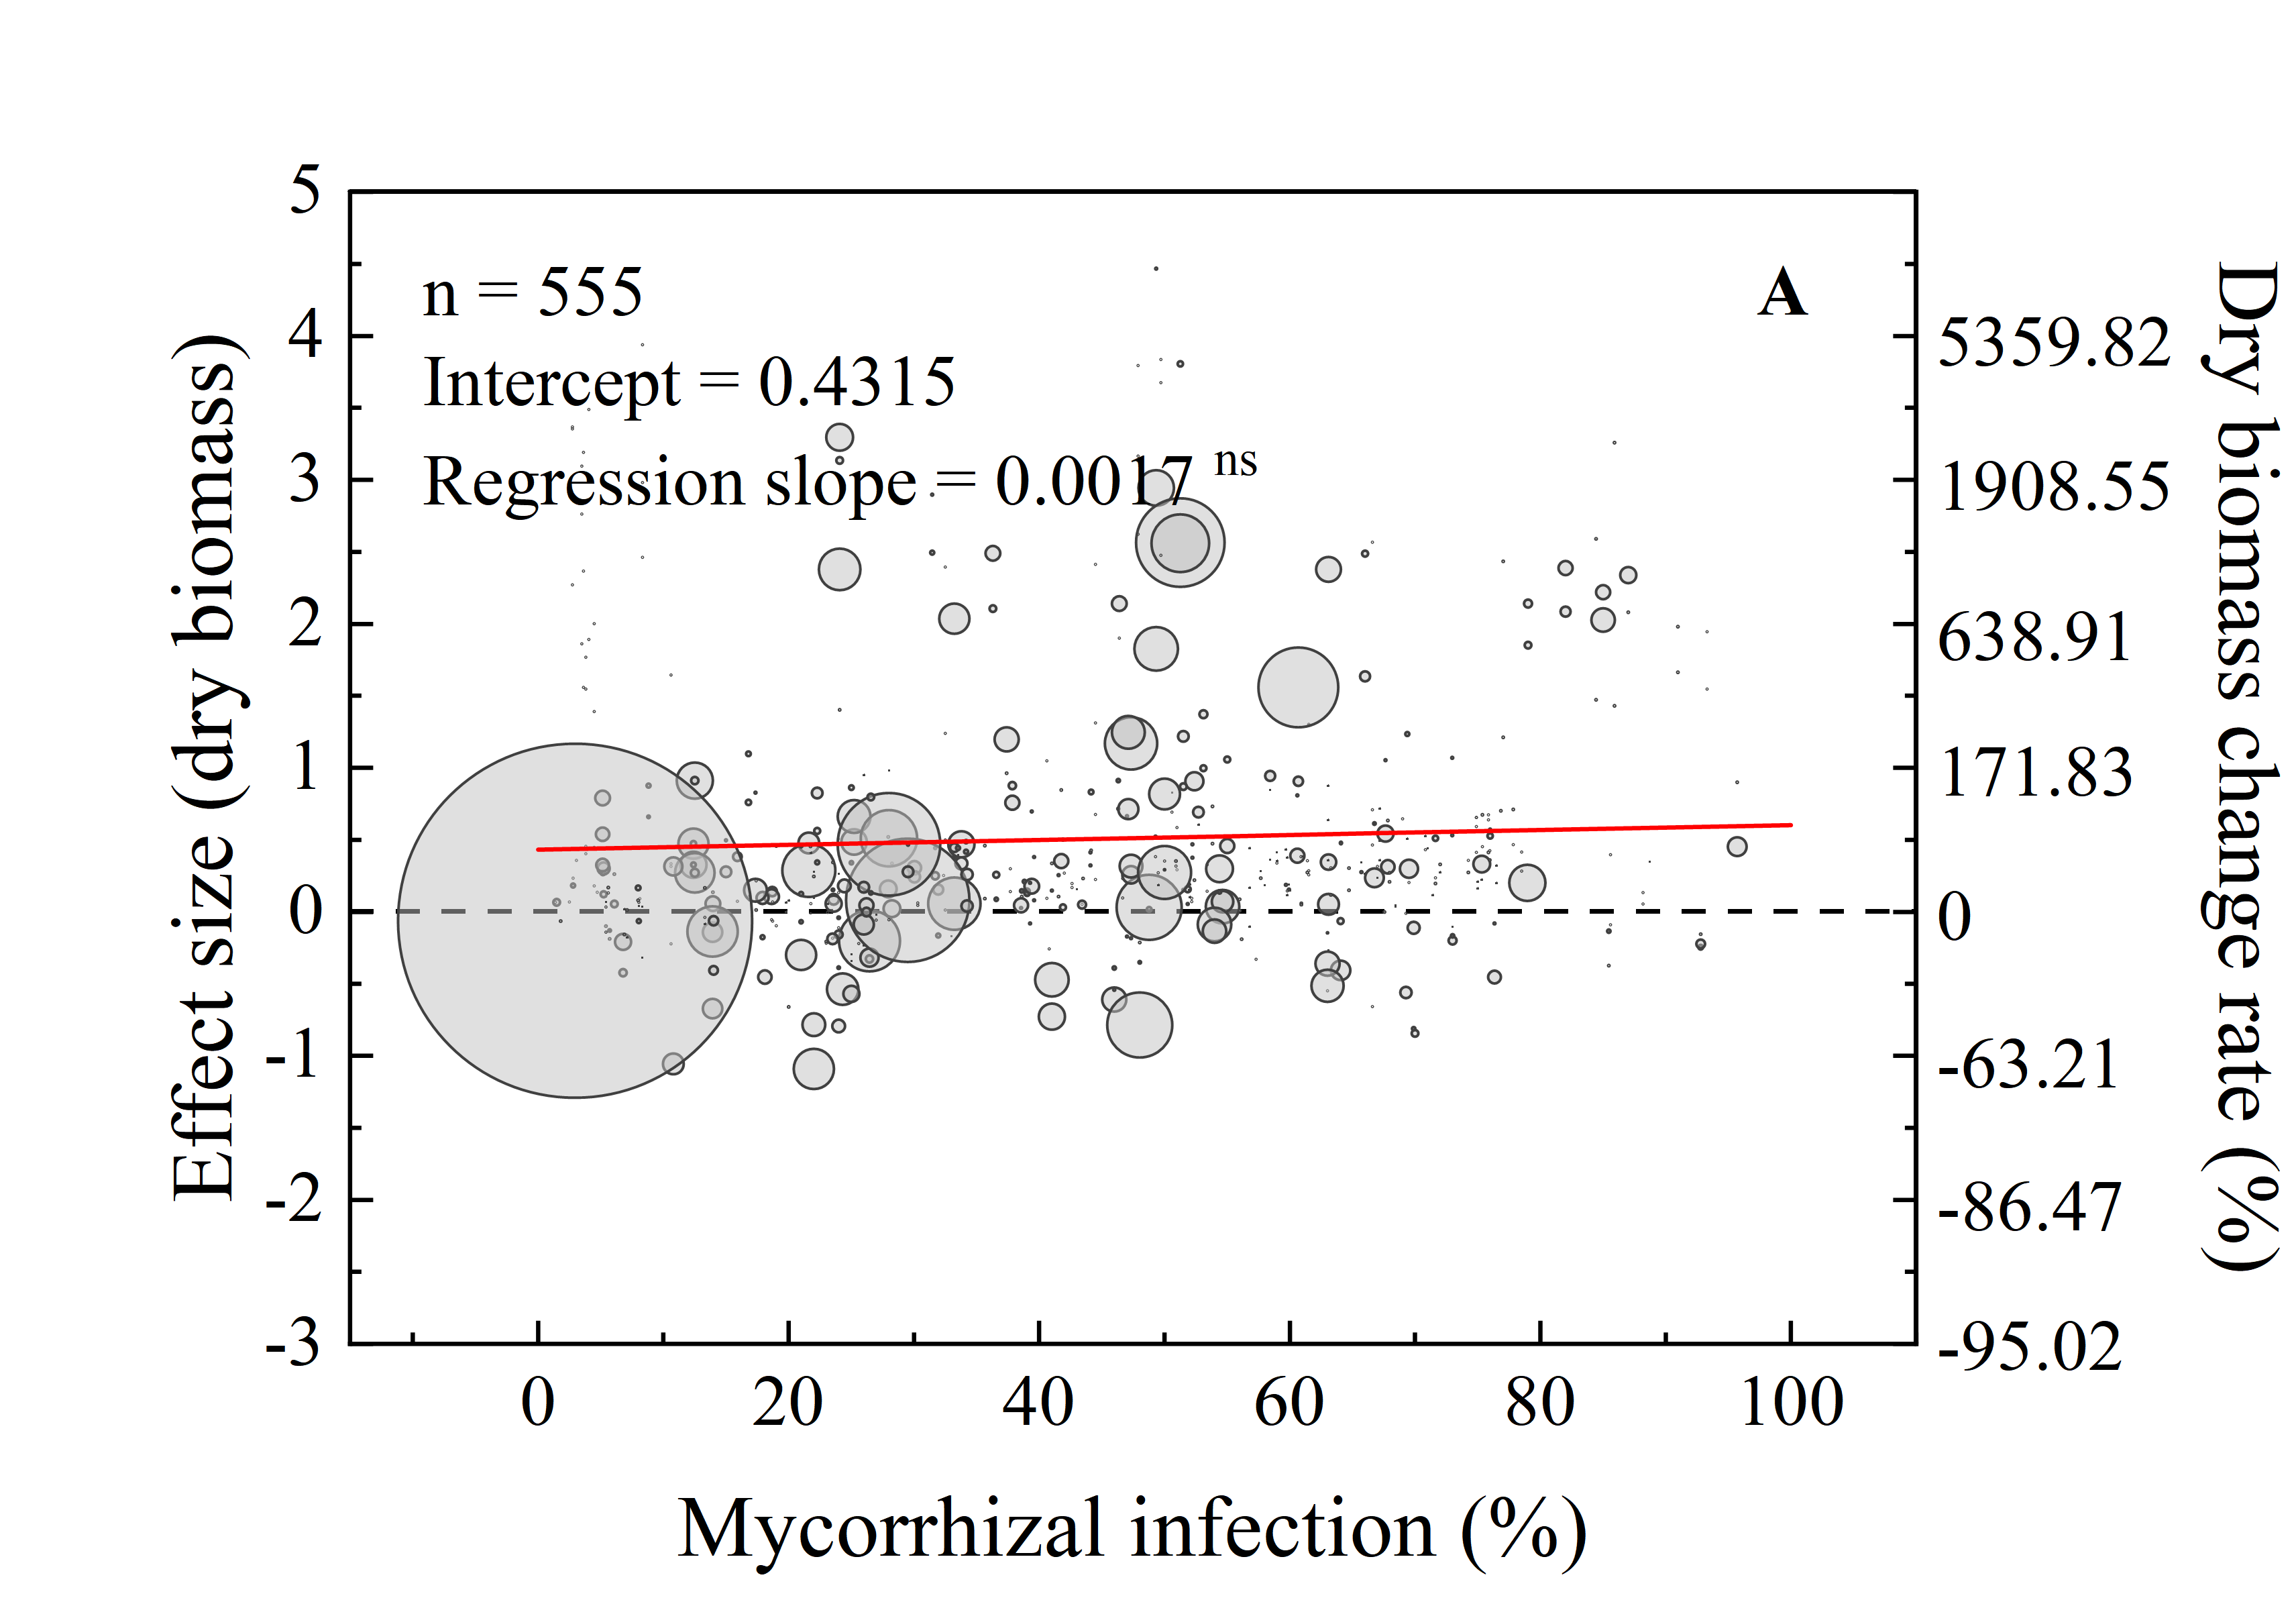 n = 555
A
Intercept = 0.4315
Regression slope = 0.0017 ns
Effect size (dry biomass)
5
4
3
2
1
0
-1
-2
-3
5359.82
1908.55
638.91
171.83
0
-63.21
-86.47
-95.02
Dry biomass change rate (%)
0 20 40 60 80 100
Mycorrhizal infection (%)